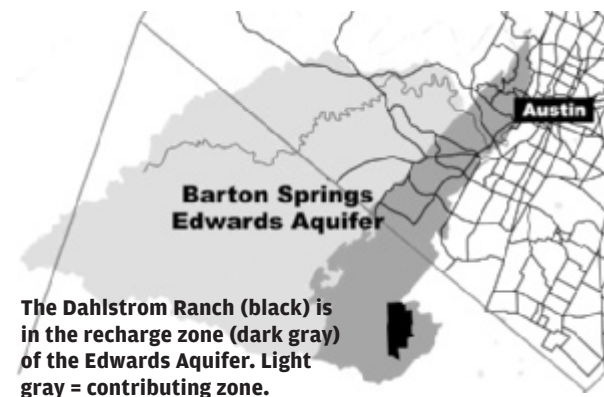 Austin
Barton Springs
Edwards Aquifer
The Dahlstrom Ranch (black) is
in the recharge zone (dark gray)
of the Edwards Aquifer. Light
gray = contributing zone.